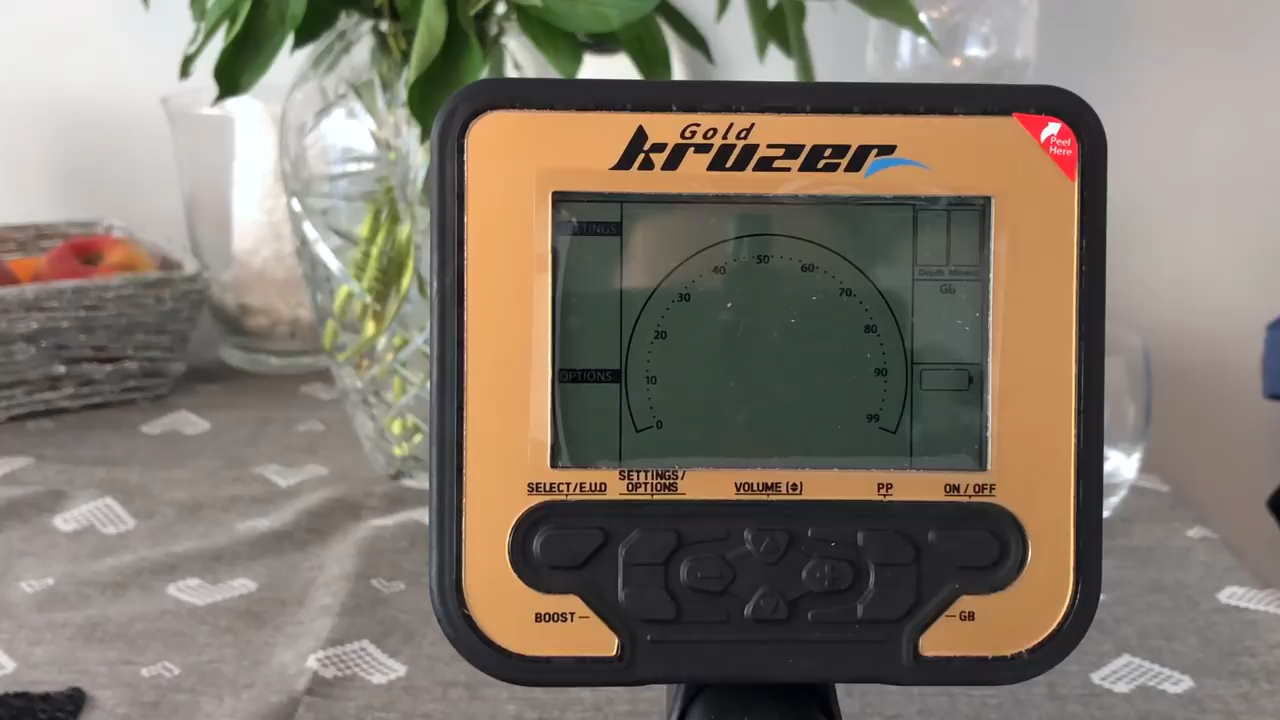 Gold
kruzer
Peel
Here
SETTINGS
OPTIONS
0
10
20
30
40
50
60
70
80
90
99
Depth Mineral
Gb
SELECT/E.U.D
SETTINGS/
OPTIONS
VOLUME
PP
ON / OFF
BOOST
GB